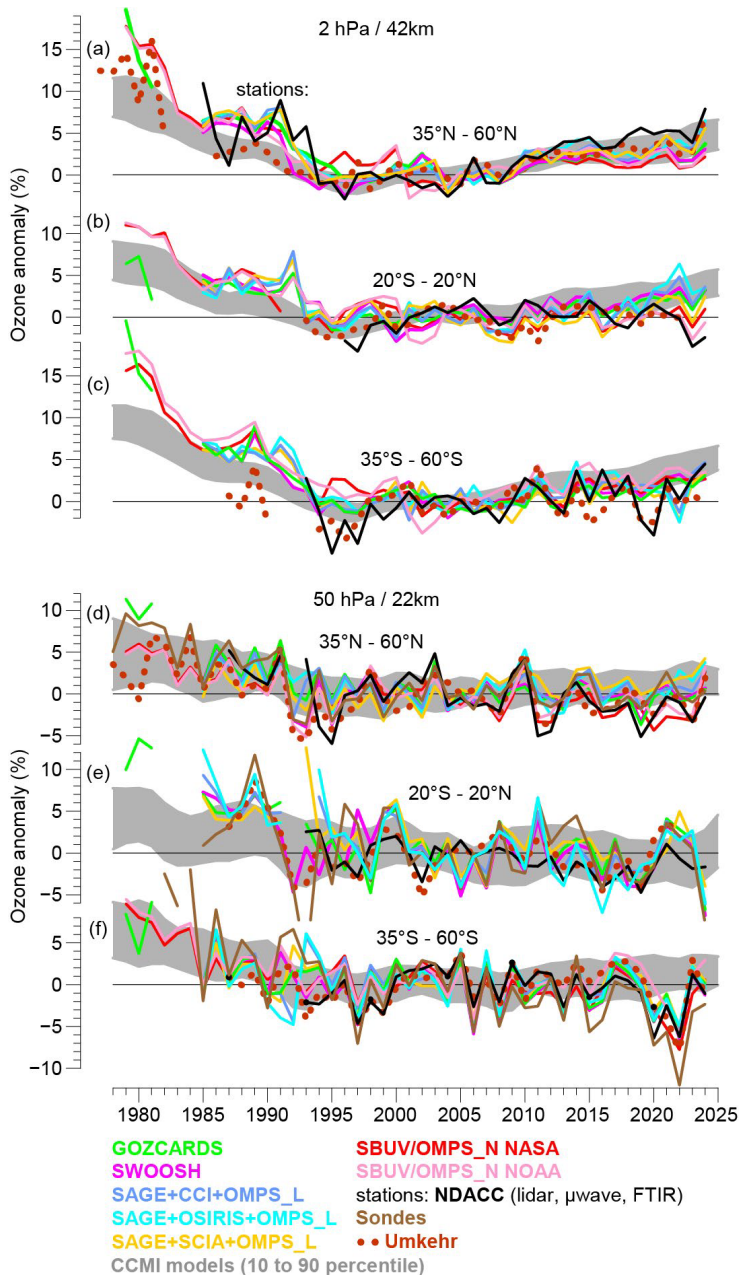 2 hPa / 42km
(a)
15
10
5
0
stations:
35°N - 60°N
Ozone anomaly (%)
(b)
10
5
0
20°S - 20°N
(c)
15
10
5
0
35°S - 60°S
50 hPa / 22km
(d)
10
5
0
−5
35°N - 60°N
Ozone anomaly (%)
(e)
10
5
0
−5
20°S - 20°N
(f)
5
0
−5
−10
35°S - 60°S
1980 1985 1990 1995 2000 2005 2010 2015 2020 2025
GOZCARDS SBUV/OMPS_N NASA
SWOOSH SBUV/OMPS_N NOAA
SAGE+CCI+OMPS_L stations: NDACC (lidar, µwave, FTIR)
SAGE+OSIRIS+OMPS_L Sondes
SAGE+SCIA+OMPS_L Umkehr
CCMI models (10 to 90 percentile)